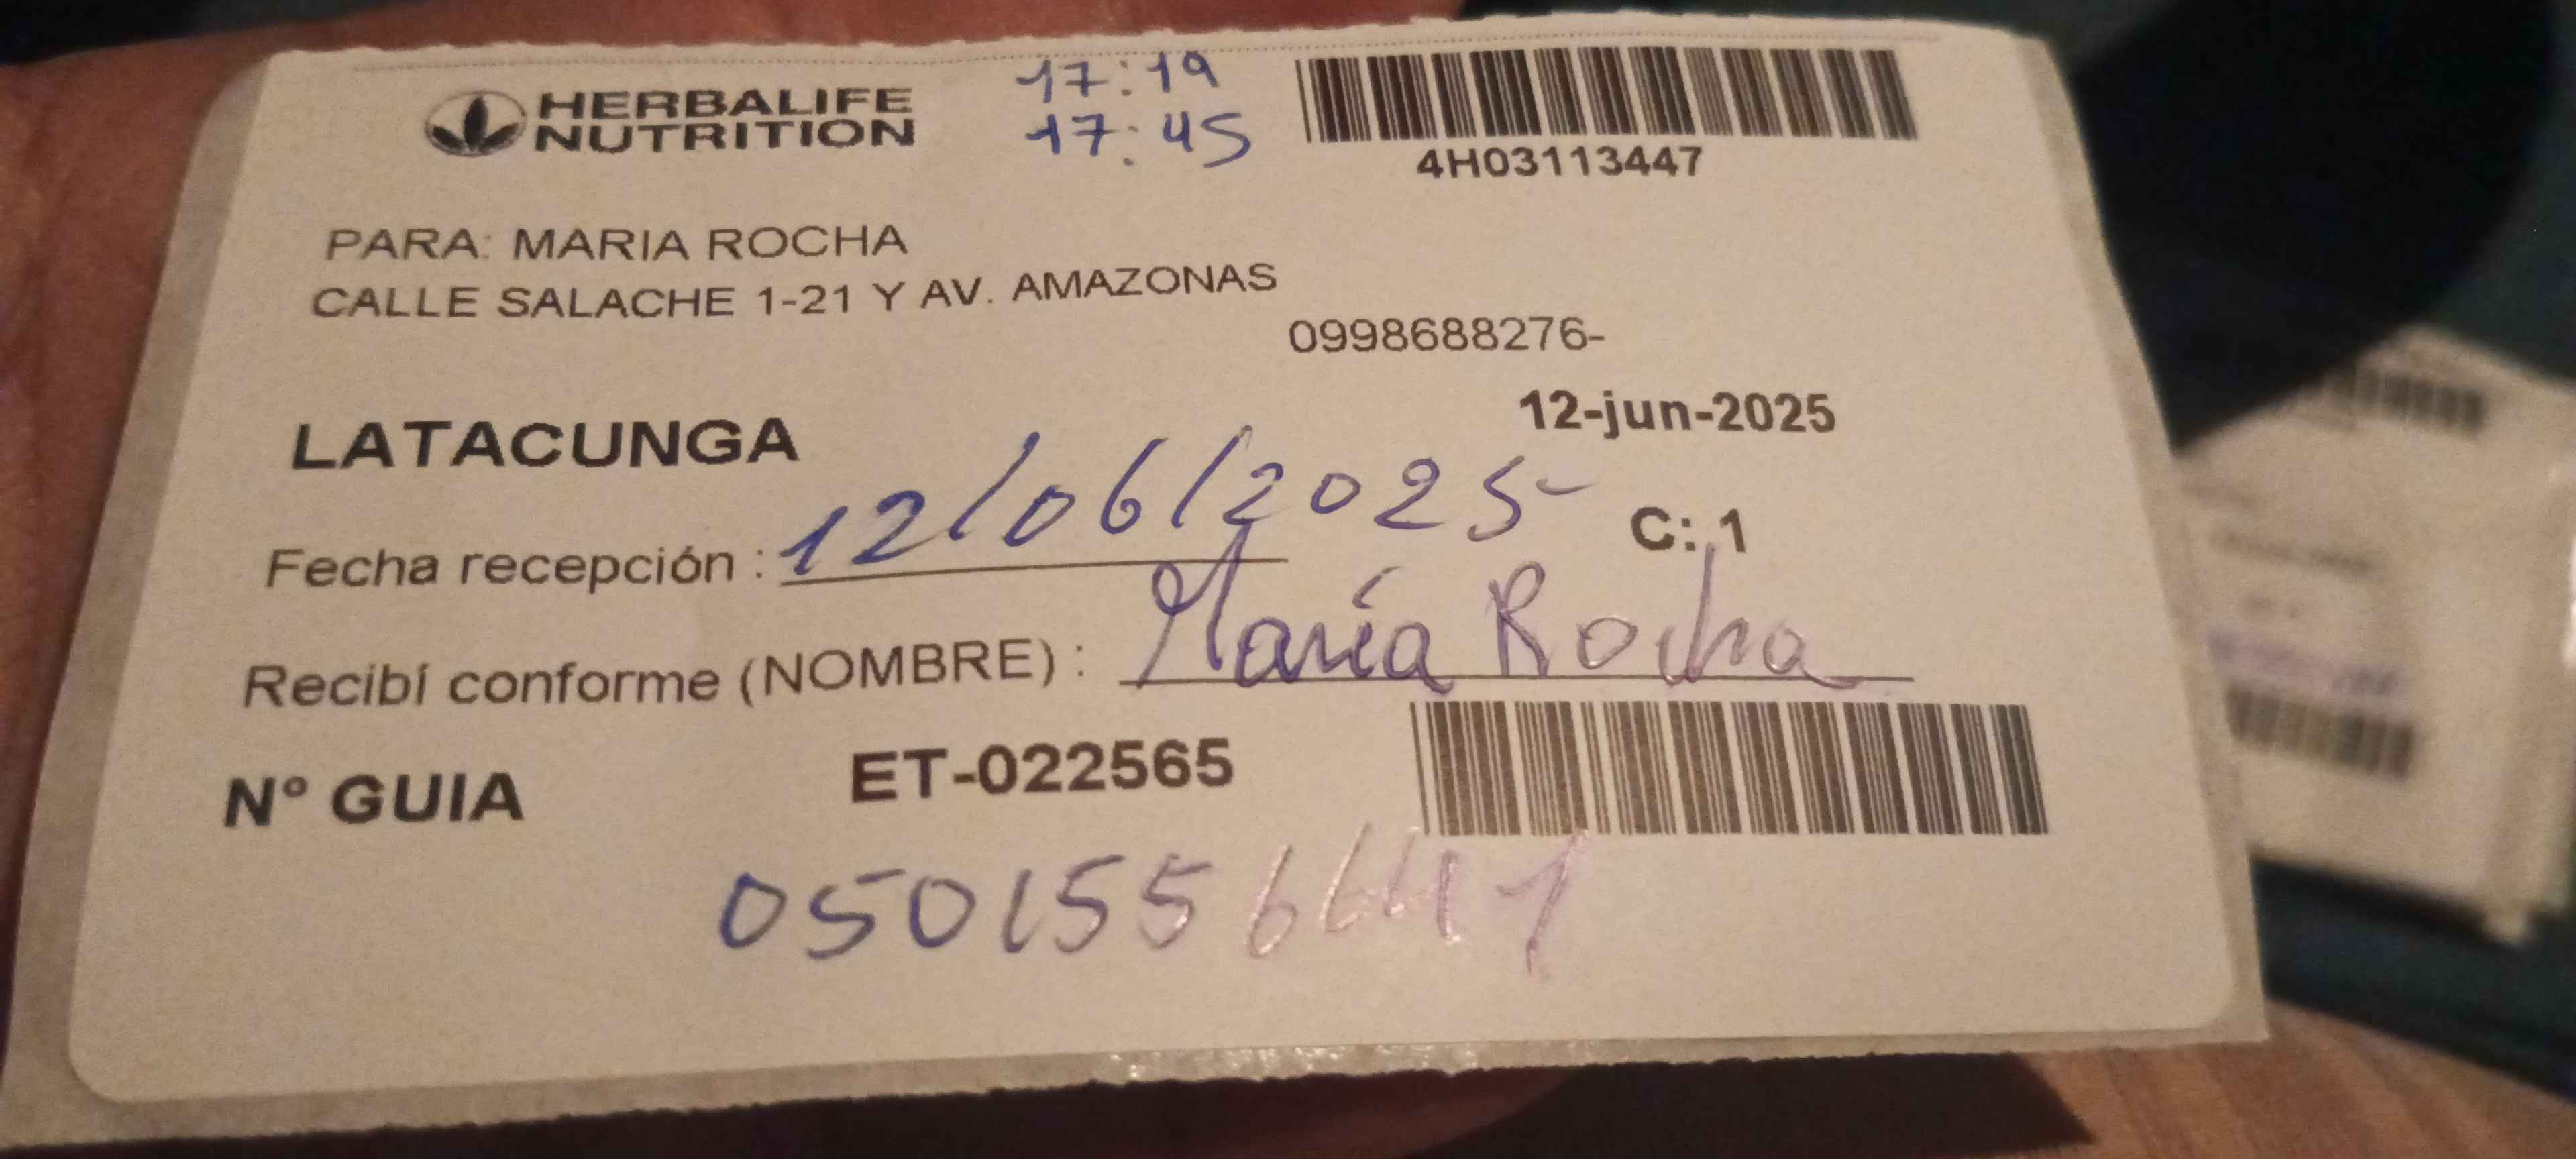 HERBALIFE
NUTRITION
17:19
17:45
4H03113447
PARA: MARIA ROCHA
CALLE SALACHE 1-21 Y AV. AMAZONAS
0998688276-
12-jun-2025
LATACUNGA
Fecha recepción : 12/06/2025
C: 1
Recibí conforme (NOMBRE) : María Rocha
N° GUIA ET-022565
0501556641